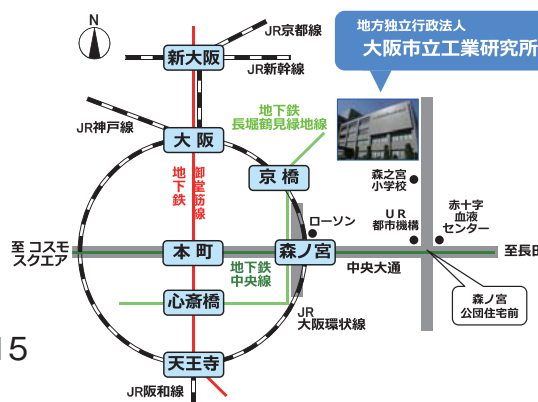 N
JR京都線
地方独立行政法人
大阪市立工業研究所
新大阪
JR新幹線
JR神戸線
地下鉄
長堀鶴見緑地線
大阪
地下鉄
御堂筋線
京橋
森之宮
小学校
ローソン
UR
都市機構
赤十字
血液
センター
至 コスモ
スクエア
本町
森ノ宮
中央大通
至長田
地下鉄
中央線
心斎橋
JR
大阪環状線
森ノ宮
公団住宅前
15
天王寺
JR阪和線